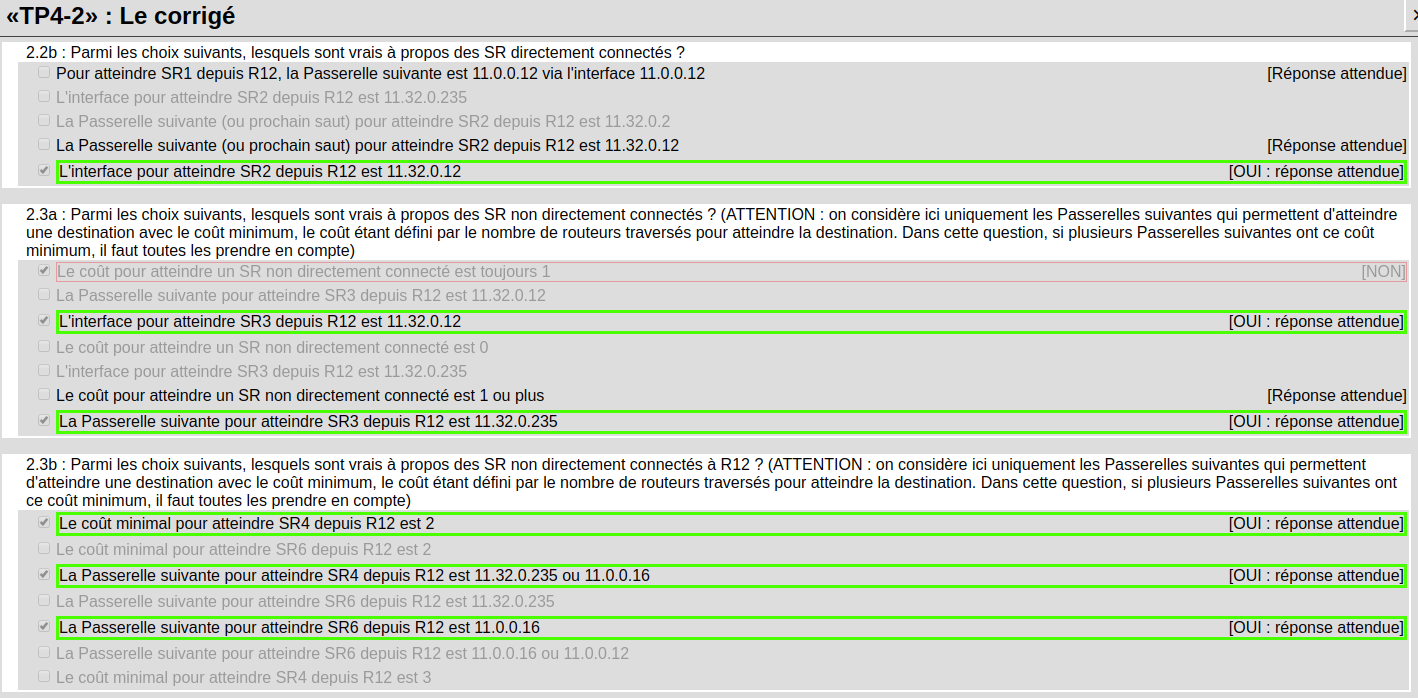 «TP4-2» : Le corrigé
2.2b : Parmi les choix suivants, lesquels sont vrais à propos des SR directement connectés ?
Pour atteindre SR1 depuis R12, la Passerelle suivante est 11.0.0.12 via l'interface 11.0.0.12 [Réponse attendue]
L'interface pour atteindre SR2 depuis R12 est 11.32.0.235
La Passerelle suivante (ou prochain saut) pour atteindre SR2 depuis R12 est 11.32.0.2
La Passerelle suivante (ou prochain saut) pour atteindre SR2 depuis R12 est 11.32.0.12 [Réponse attendue]
L'interface pour atteindre SR2 depuis R12 est 11.32.0.12 [OUI : réponse attendue]
2.3a : Parmi les choix suivants, lesquels sont vrais à propos des SR non directement connectés ? (ATTENTION : on considère ici uniquement les Passerelles suivantes qui permettent d'atteindre
une destination avec le coût minimum, le coût étant défini par le nombre de routeurs traversés pour atteindre la destination. Dans cette question, si plusieurs Passerelles suivantes ont ce coût
minimum, il faut toutes les prendre en compte)
Le coût pour atteindre un SR non directement connecté est toujours 1 [NON]
La Passerelle suivante pour atteindre SR3 depuis R12 est 11.32.0.12
L'interface pour atteindre SR3 depuis R12 est 11.32.0.12 [OUI : réponse attendue]
Le coût pour atteindre un SR non directement connecté est 0
L'interface pour atteindre SR3 depuis R12 est 11.32.0.235
Le coût pour atteindre un SR non directement connecté est 1 ou plus [Réponse attendue]
La Passerelle suivante pour atteindre SR3 depuis R12 est 11.32.0.235 [OUI : réponse attendue]
2.3b : Parmi les choix suivants, lesquels sont vrais à propos des SR non directement connectés à R12 ? (ATTENTION : on considère ici uniquement les Passerelles suivantes qui permettent
d'atteindre une destination avec le coût minimum, le coût étant défini par le nombre de routeurs traversés pour atteindre la destination. Dans cette question, si plusieurs Passerelles suivantes ont
ce coût minimum, il faut toutes les prendre en compte)
Le coût minimal pour atteindre SR4 depuis R12 est 2 [OUI : réponse attendue]
Le coût minimal pour atteindre SR6 depuis R12 est 2
La Passerelle suivante pour atteindre SR4 depuis R12 est 11.32.0.235 ou 11.0.0.16 [OUI : réponse attendue]
La Passerelle suivante pour atteindre SR6 depuis R12 est 11.32.0.235
La Passerelle suivante pour atteindre SR6 depuis R12 est 11.0.0.16 [OUI : réponse attendue]
La Passerelle suivante pour atteindre SR6 depuis R12 est 11.0.0.16 ou 11.0.0.12
Le coût minimal pour atteindre SR4 depuis R12 est 3